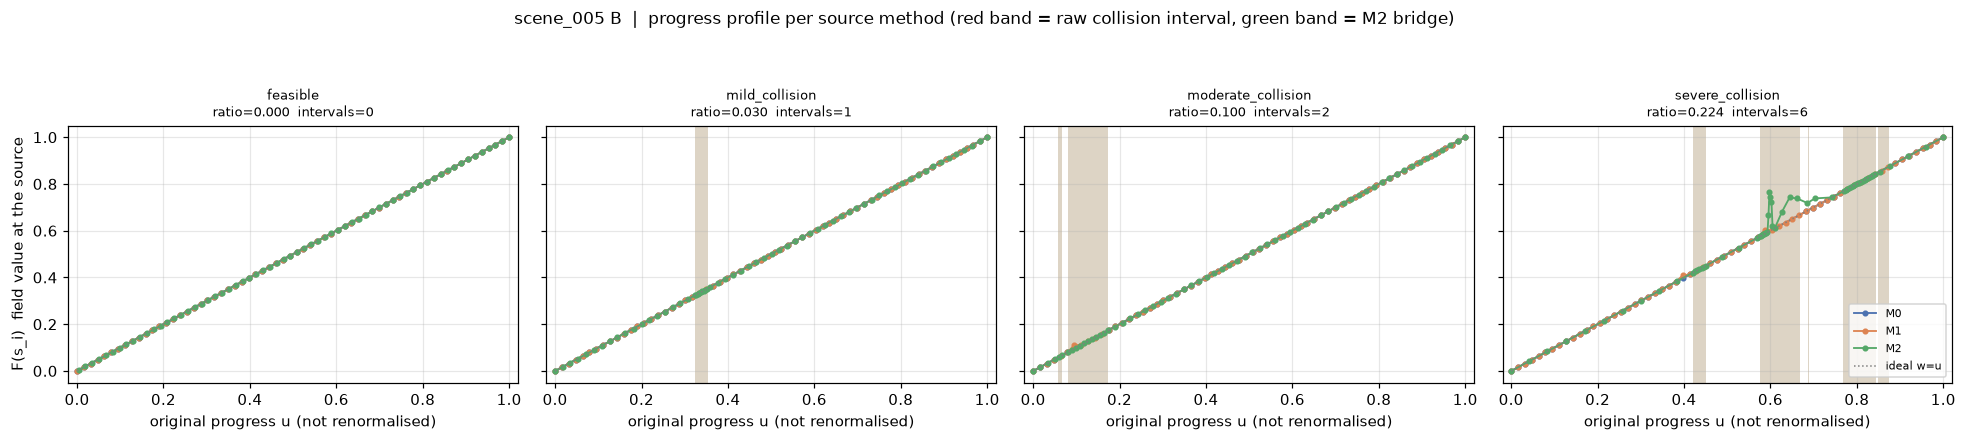 scene_005 B | progress profile per source method (red band = raw collision interval, green band = M2 bridge)
feasible
ratio=0.000 intervals=0
mild_collision
ratio=0.030 intervals=1
moderate_collision
ratio=0.100 intervals=2
severe_collision
ratio=0.224 intervals=6
F(s_i) field value at the source
1.0
0.8
0.6
0.4
0.2
0.0
M0
M1
M2
ideal w=u
0.0 0.2 0.4 0.6 0.8 1.0
0.0 0.2 0.4 0.6 0.8 1.0
0.0 0.2 0.4 0.6 0.8 1.0
0.0 0.2 0.4 0.6 0.8 1.0
original progress u (not renormalised)
original progress u (not renormalised)
original progress u (not renormalised)
original progress u (not renormalised)